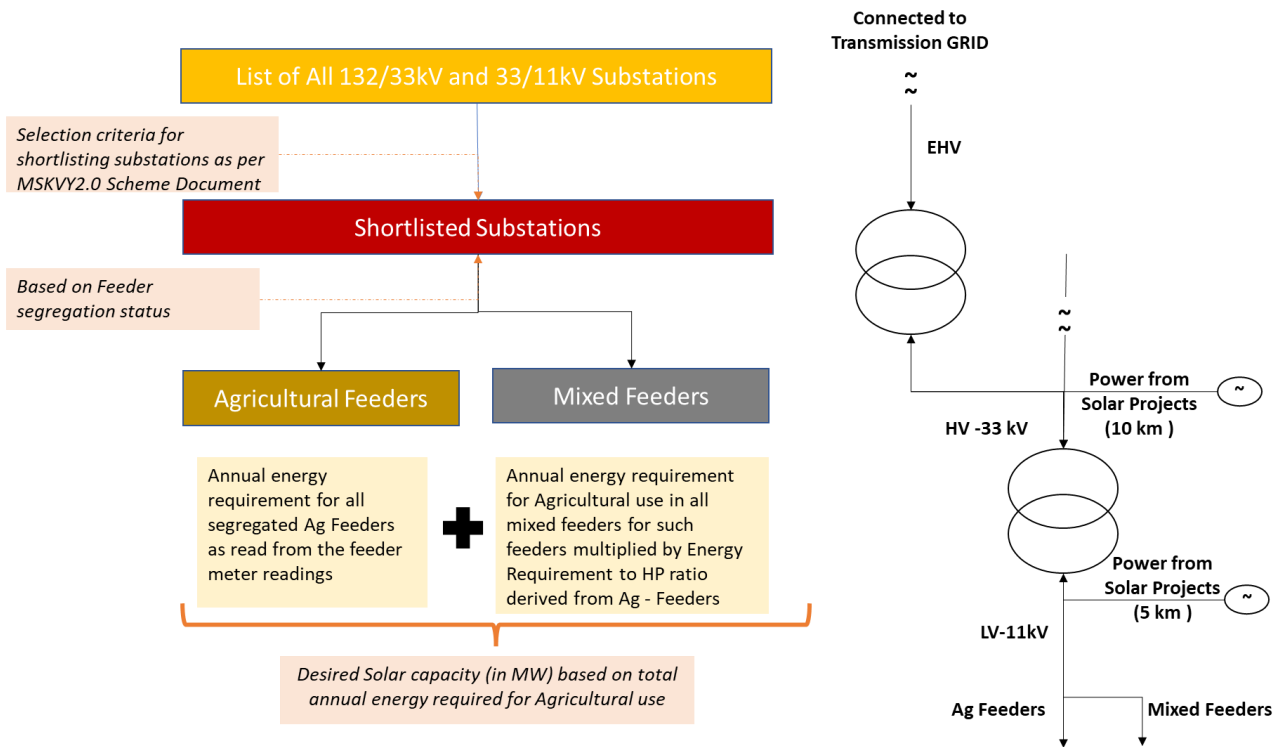 List of All 132/33kV and 33/11kV Substations
Selection criteria for
shortlisting substations as per
MSKVY2.0 Scheme Document
Shortlisted Substations
Based on Feeder
segregation status
Agricultural Feeders
Mixed Feeders
Annual energy
requirement for all
segregated Ag Feeders
as read from the feeder
meter readings
Annual energy requirement
for Agricultural use in all
mixed feeders for such
feeders multiplied by Energy
Requirement to HP ratio
derived from Ag - Feeders
Desired Solar capacity (in MW) based on total
annual energy required for Agricultural use
Connected to
Transmission GRID
~
~
EHV
~
~
Power from
Solar Projects
(10 km )
~
HV -33 kV
Power from
Solar Projects
(5 km )
~
LV-11kV
Ag Feeders
Mixed Feeders